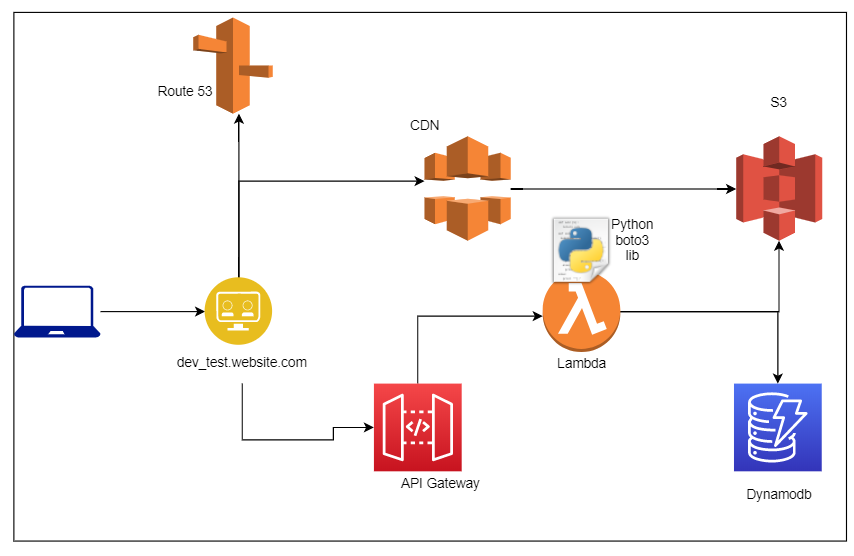 Route 53
CDN
S3
Python
boto3
lib
dev_test.website.com
Lambda
</>
API Gateway
Dynamodb